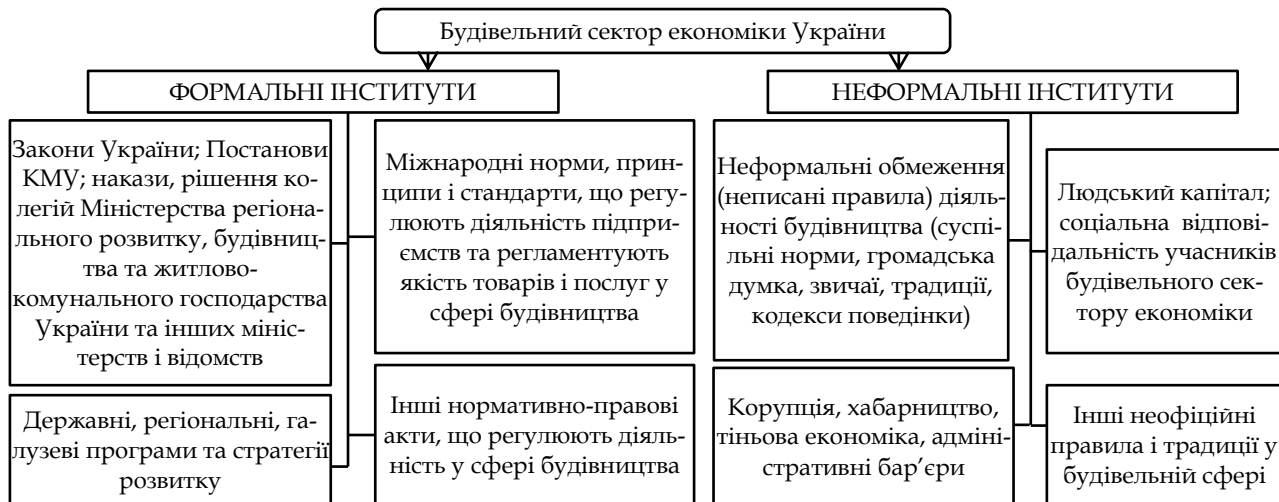 Будівельний сектор економіки України
ФОРМАЛЬНІ ІНСТИТУТИ
Закони України; Постанови
КМУ; накази, рішення ко-
легій Міністерства регіона-
льного розвитку, будівниц-
тва та житлово-
комунального господарства
України та інших мініс-
терств і відомств
Міжнародні норми, прин-
ципи і стандарти, що регу-
люють діяльність підпри-
ємств та регламентують
якість товарів і послуг у
сфері будівництва
Державні, регіональні, га-
лузеві програми та стратегії
розвитку
Інші нормативно-правові
акти, що регулюють діяль-
ність у сфері будівництва
НЕФОРМАЛЬНІ ІНСТИТУТИ
Неформальні обмеження
(неписані правила) діяль-
ності будівництва (суспі-
льні норми, громадська
думка, звичаї, традиції,
кодекси поведінки)
Людський капітал;
соціальна відпові-
дальність учасників
будівельного сек-
тору економіки
Корупція, хабарництво,
тіньова економіка, адміні-
стративні бар’єри
Інші неофіційні
правила і традиції у
будівельній сфері